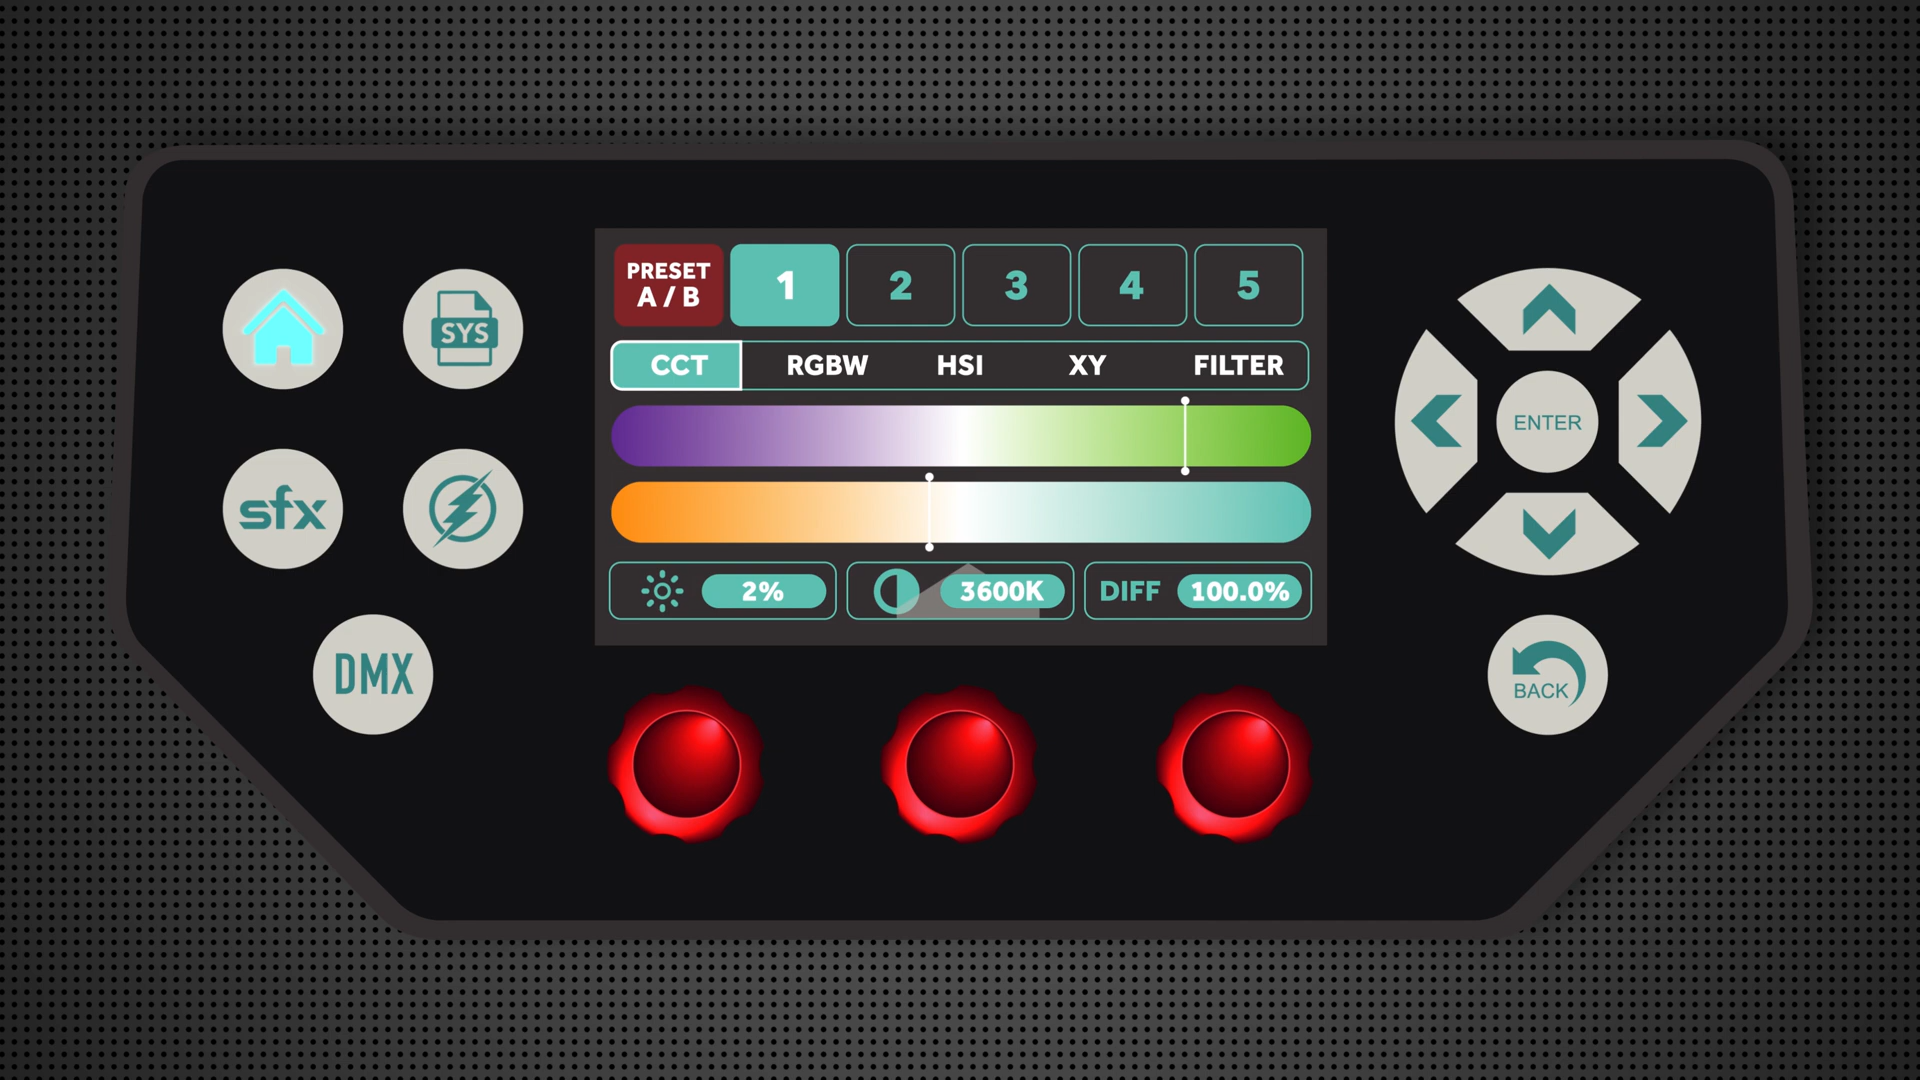 PRESET
A / B
1
2
3
4
5
CCT
RGBW
HSI
XY
FILTER
2%
3600K
DIFF
100.0%
SYS
sfx
DMX
ENTER
BACK